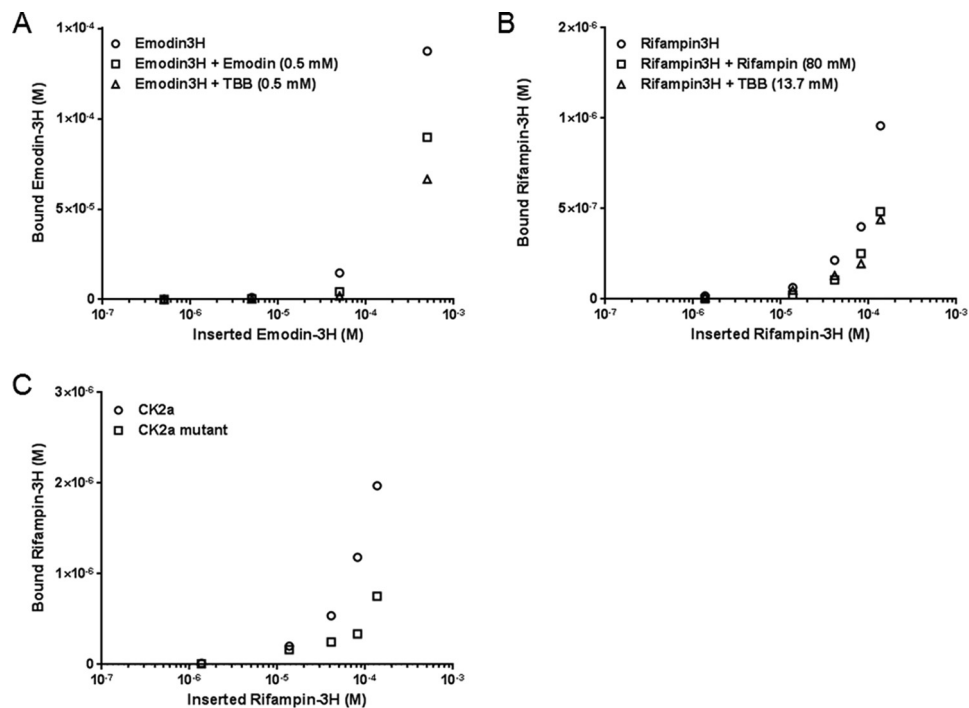 A
Emodin3H
Emodin3H + Emodin (0.5 mM)
Emodin3H + TBB (0.5 mM)
Bound Emodin-3H (M)
1×10-4
1×10-4
5×10-5
0
10-7
10-6
10-5
10-4
10-3
Inserted Emodin-3H (M)
B
Rifampin3H
Rifampin3H + Rifampin (80 mM)
Rifampin3H + TBB (13.7 mM)
Bound Rifampin-3H (M)
2×10-6
1×10-6
5×10-7
0
10-7
10-6
10-5
10-4
10-3
Inserted Rifampin-3H (M)
C
CK2a
CK2a mutant
Bound Rifampin-3H (M)
3×10-6
2×10-6
1×10-6
0
10-7
10-6
10-5
10-4
10-3
Inserted Rifampin-3H (M)